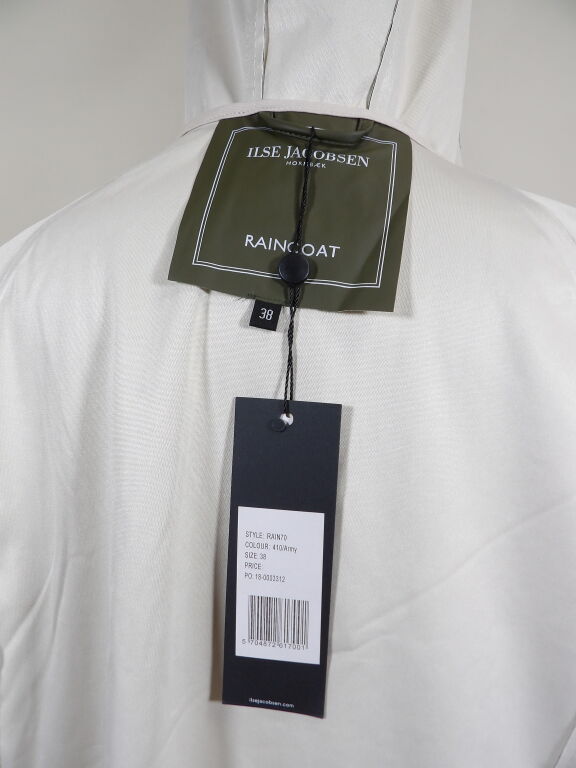 ILSE JACOBSEN
HORNBÆK
RAINCOAT
38
STYLE: RAIN70
COLOUR: 410/Army
SIZE: 38
PRICE:
PO: 18-0003312
5 704872 617001
ilsejacobsen.com